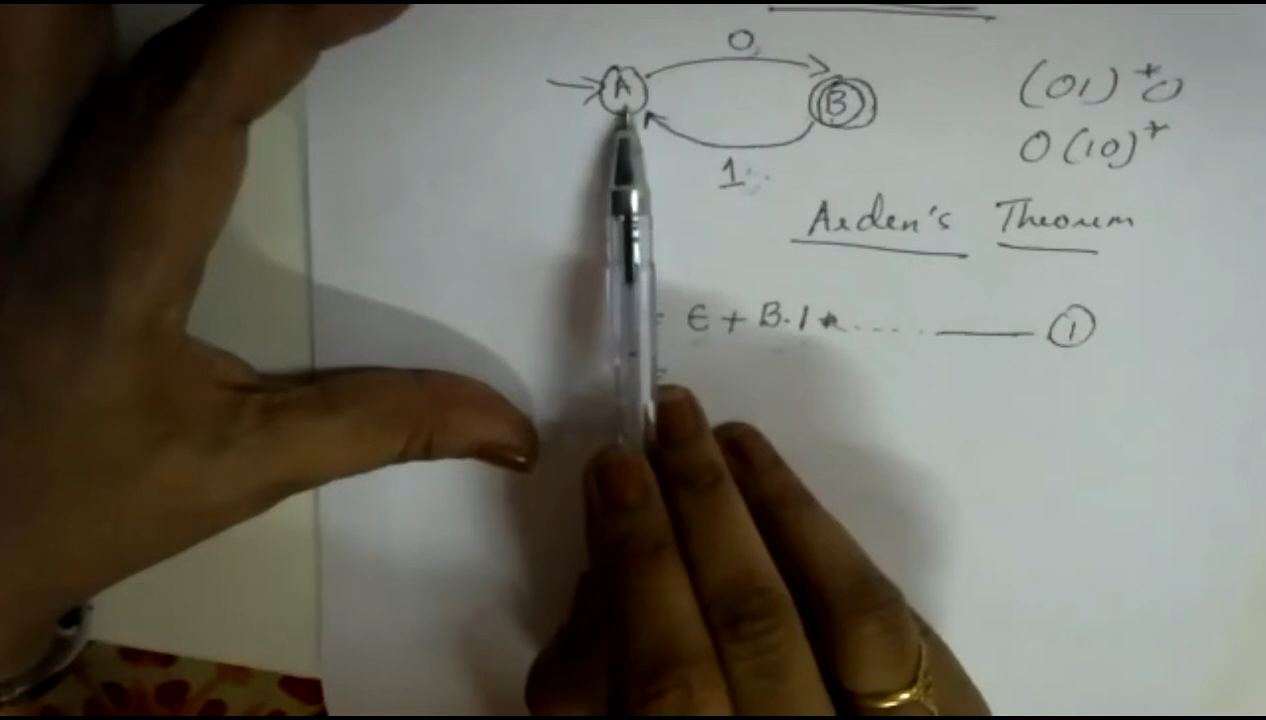 0
A
B
1
(01)*0
0(10)*
Arden's Theorem
= ϵ + B.1 ①
=